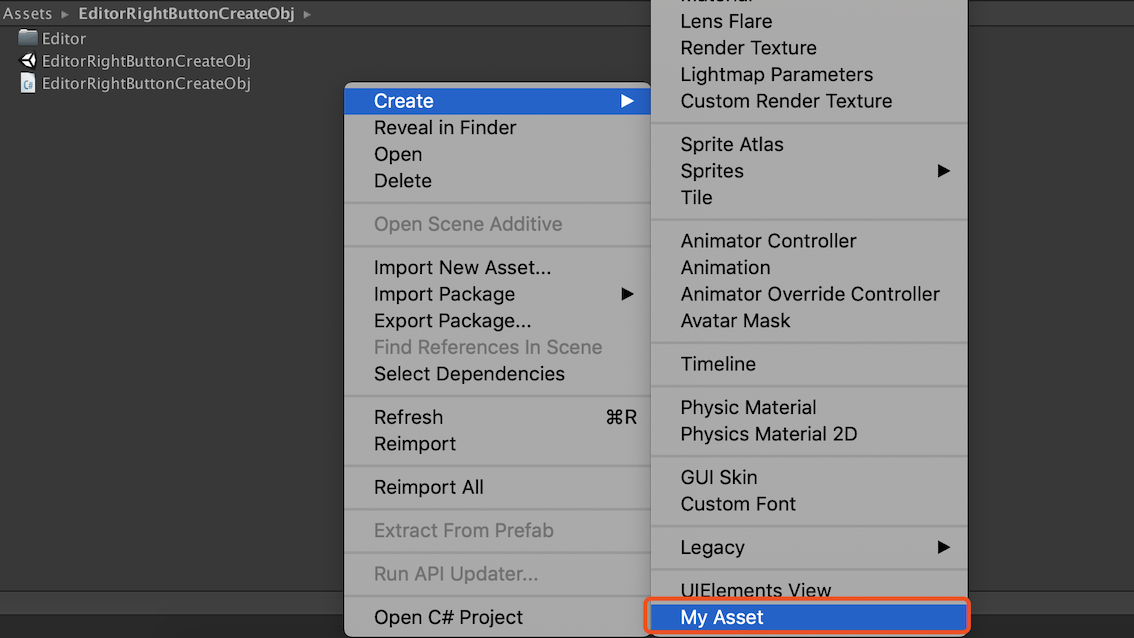 Assets ▸ EditorRightButtonCreateObj ▸
Editor
EditorRightButtonCreateObj
EditorRightButtonCreateObj
Create
Reveal in Finder
Open
Delete
Open Scene Additive
Import New Asset...
Import Package
Export Package...
Find References In Scene
Select Dependencies
Refresh ⌘R
Reimport
Reimport All
Extract From Prefab
Run API Updater...
Open C# Project
Lens Flare
Render Texture
Lightmap Parameters
Custom Render Texture
Sprite Atlas
Sprites
Tile
Animator Controller
Animation
Animator Override Controller
Avatar Mask
Timeline
Physic Material
Physics Material 2D
GUI Skin
Custom Font
Legacy
UIElements View
My Asset